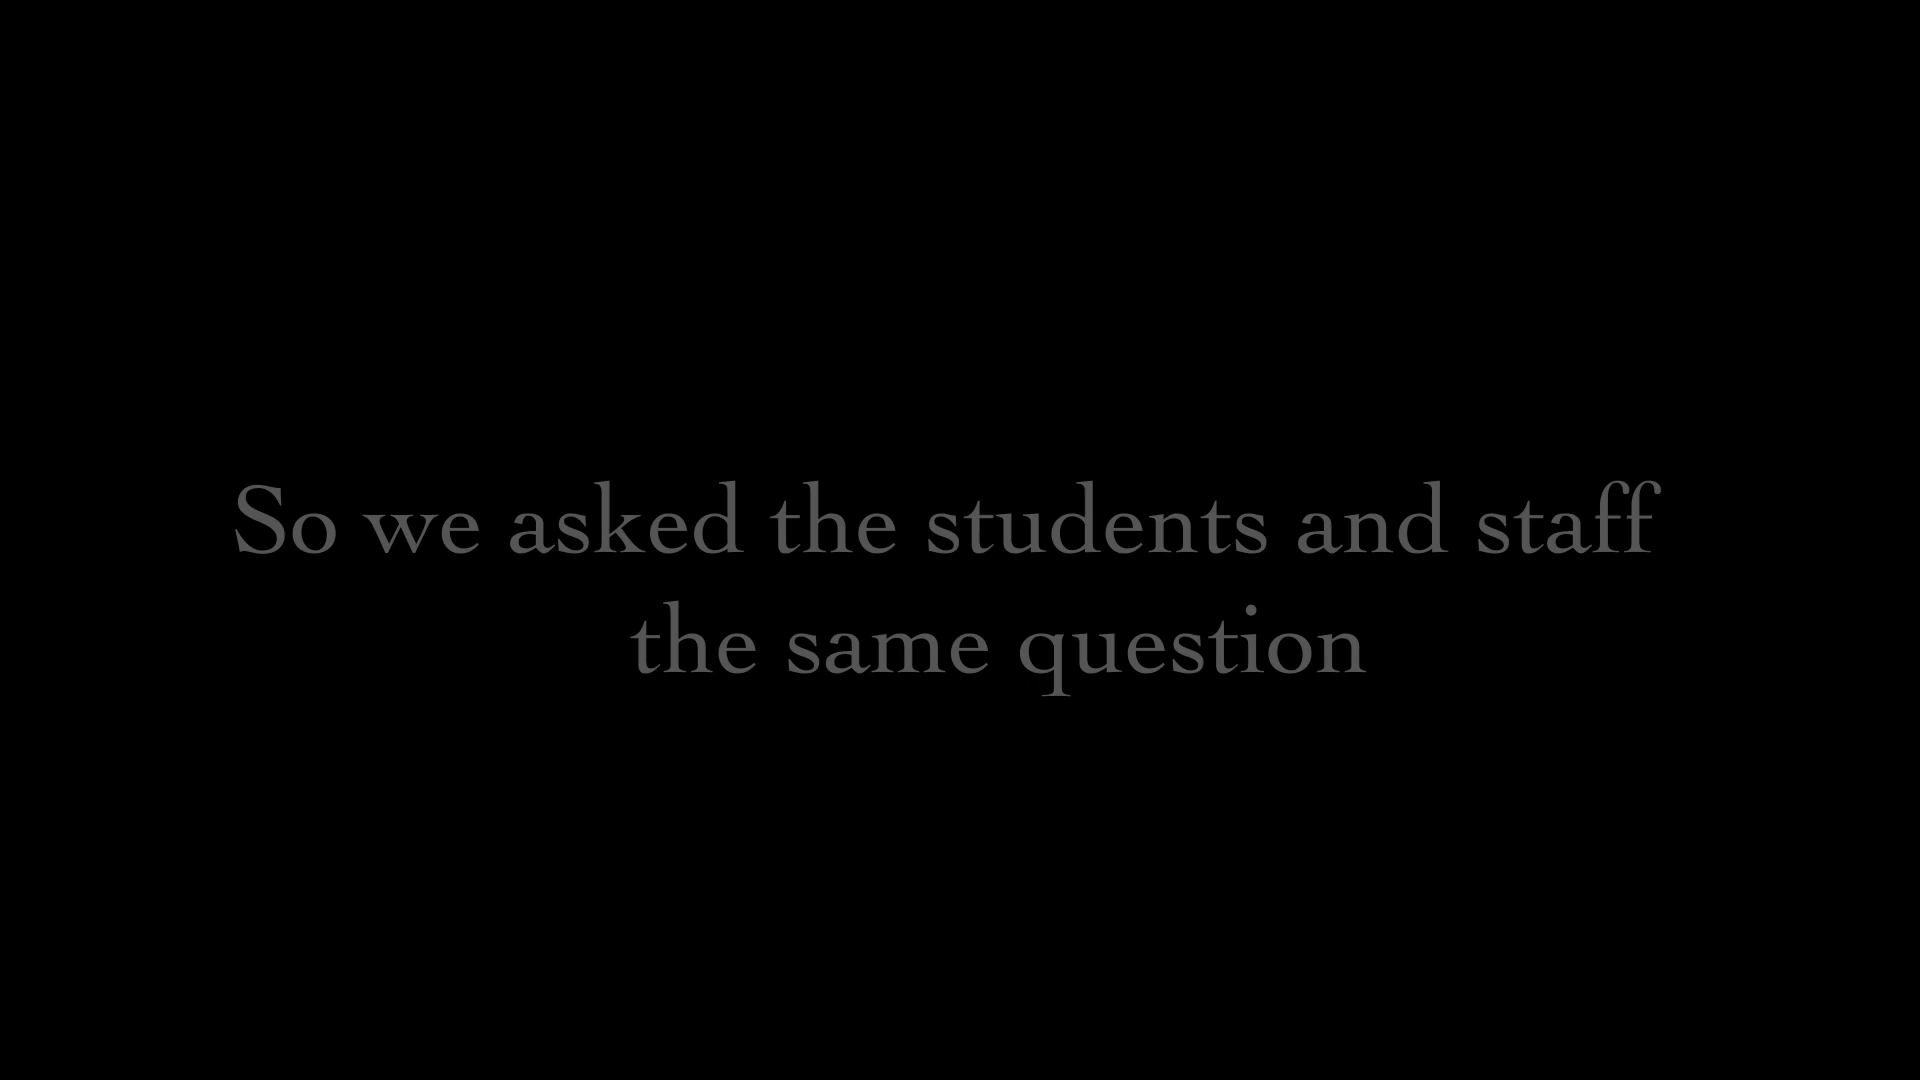 So we asked the students and staff
the same question